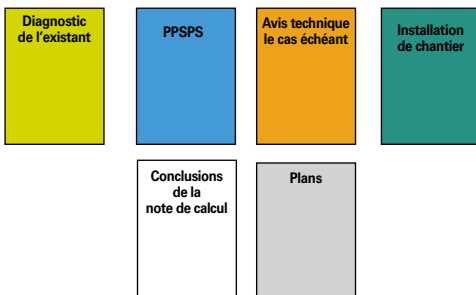 Diagnostic
de l'existant
PPSPS
Avis technique
le cas échéant
Installation
de chantier
Conclusions
de la
note de calcul
Plans